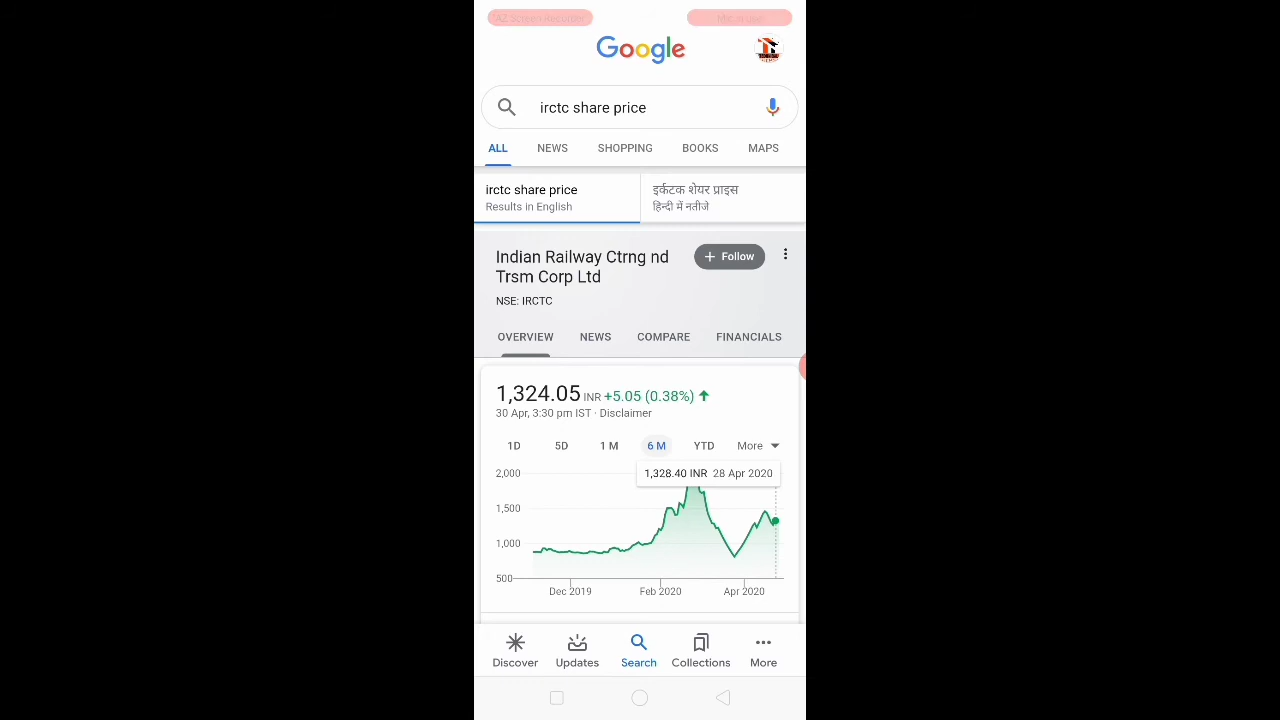 AZ Screen Recorder
Google
irctc share price
ALL NEWS SHOPPING BOOKS MAPS
irctc share price
Results in English
इर्कटक शेयर प्राइस
हिन्दी में नतीजे
Indian Railway Ctrng nd
Trsm Corp Ltd
+ Follow
NSE: IRCTC
OVERVIEW NEWS COMPARE FINANCIALS
1,324.05 INR +5.05 (0.38%)
30 Apr, 3:30 pm IST · Disclaimer
1D 5D 1 M 6 M YTD More
1,328.40 INR 28 Apr 2020
2,000
1,500
1,000
500
Dec 2019 Feb 2020 Apr 2020
Discover Updates Search Collections More